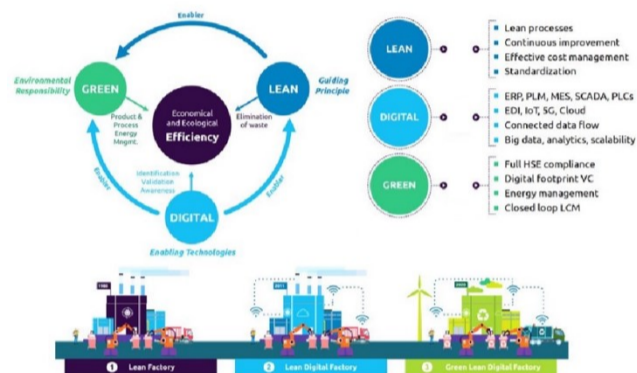 Enabler
Environmental
Responsibility
GREEN
LEAN
Guiding
Principle
Product &
Process
Energy
Mngmt.
Economical
and Ecological
Efficiency
Elimination
of waste
Identification
Validation
Awareness
Enabler
Enabler
DIGITAL
Enabling Technologies
LEAN
Lean processes
Continuous improvement
Effective cost management
Standardization
DIGITAL
ERP, PLM, MES, SCADA, PLCs
EDI, IoT, 5G, Cloud
Connected data flow
Big data, analytics, scalability
GREEN
Full HSE compliance
Digital footprint VC
Energy management
Closed loop LCM
1 Lean Factory
2 Lean Digital Factory
3 Green Lean Digital Factory